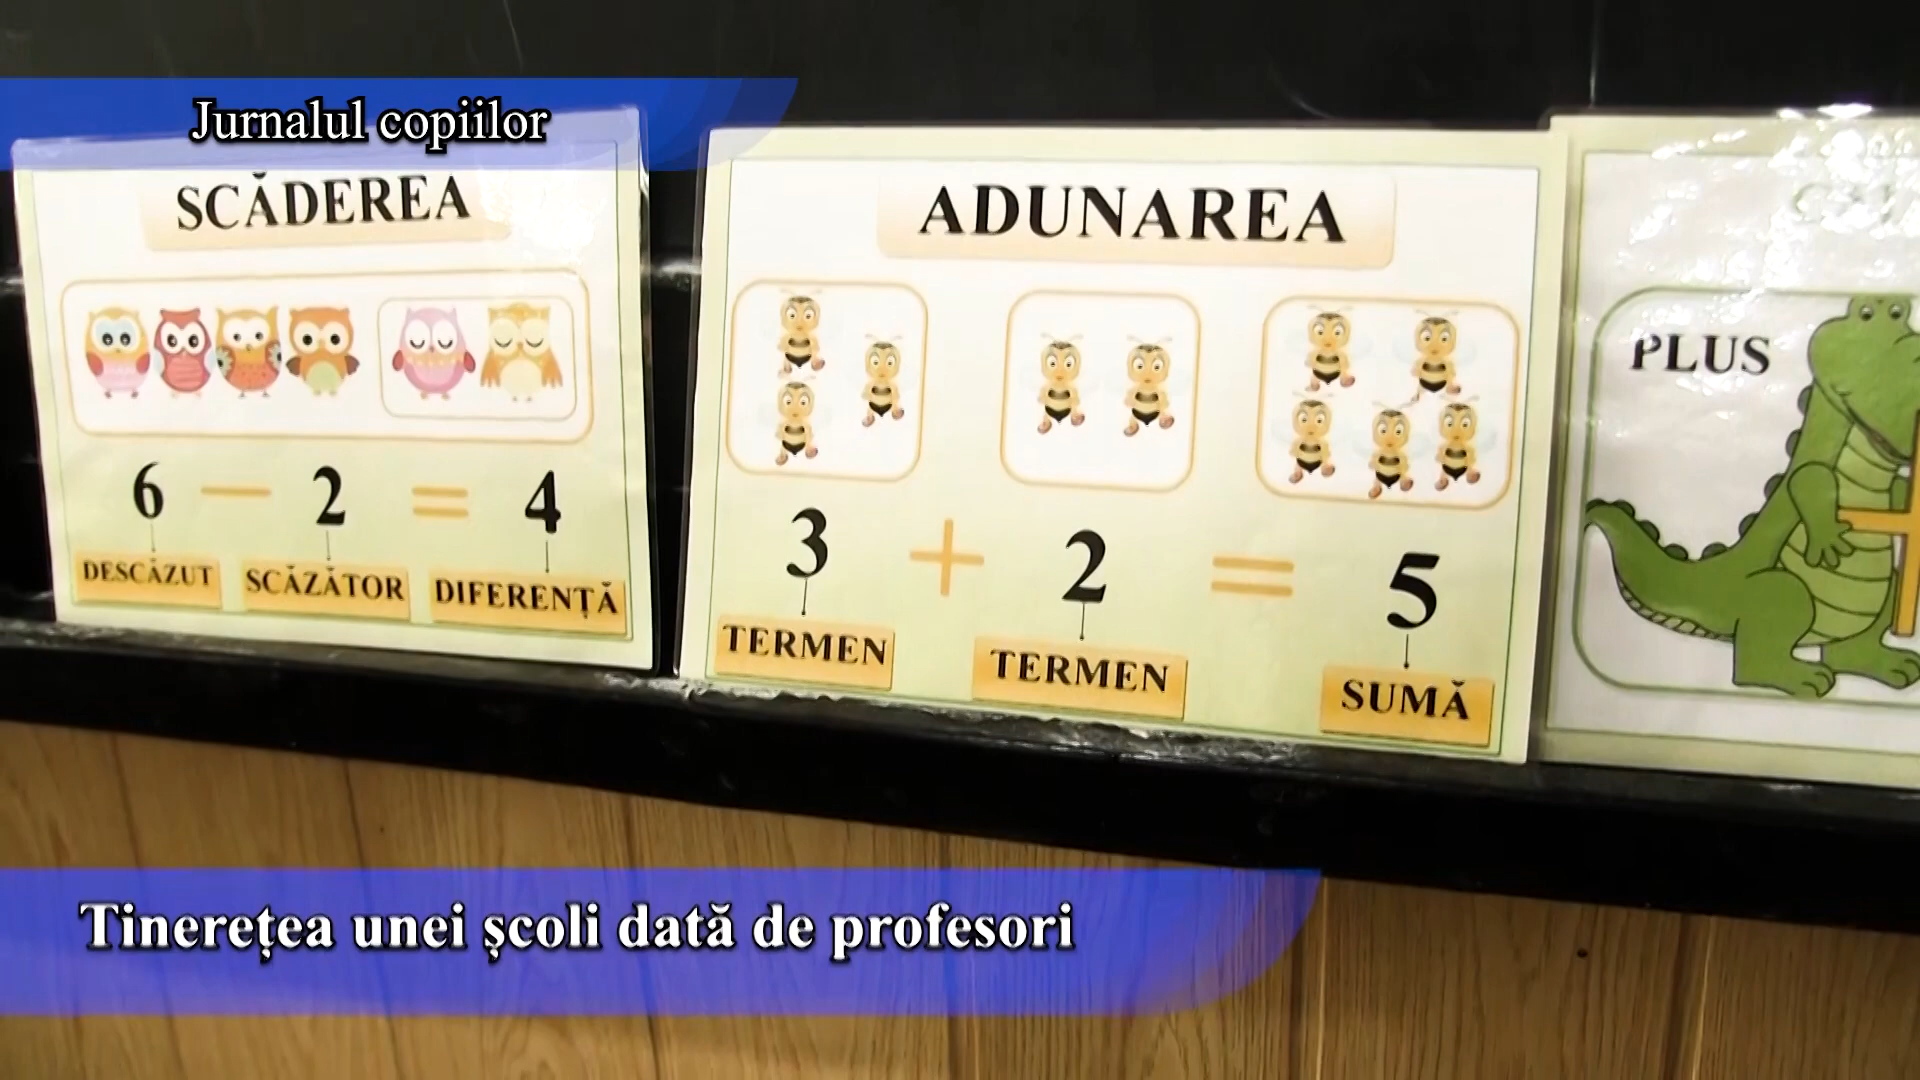 Jurnalul copiilor
SCĂDEREA
6 – 2 = 4
DESCĂZUT SCĂZĂTOR DIFERENȚĂ
ADUNAREA
3 + 2 = 5
TERMEN TERMEN SUMĂ
PLUS
Tinerețea unei școli dată de profesori